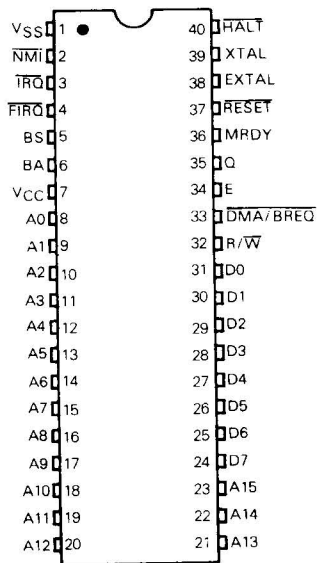 VSS 1 40 HALT
NMI 2 39 XTAL
IRQ 3 38 EXTAL
FIRQ 4 37 RESET
BS 5 36 MRDY
BA 6 35 Q
VCC 7 34 E
A0 8 33 DMA/BREQ
A1 9 32 R/W
A2 10 31 D0
A3 11 30 D1
A4 12 29 D2
A5 13 28 D3
A6 14 27 D4
A7 15 26 D5
A8 16 25 D6
A9 17 24 D7
A10 18 23 A15
A11 19 22 A14
A12 20 21 A13